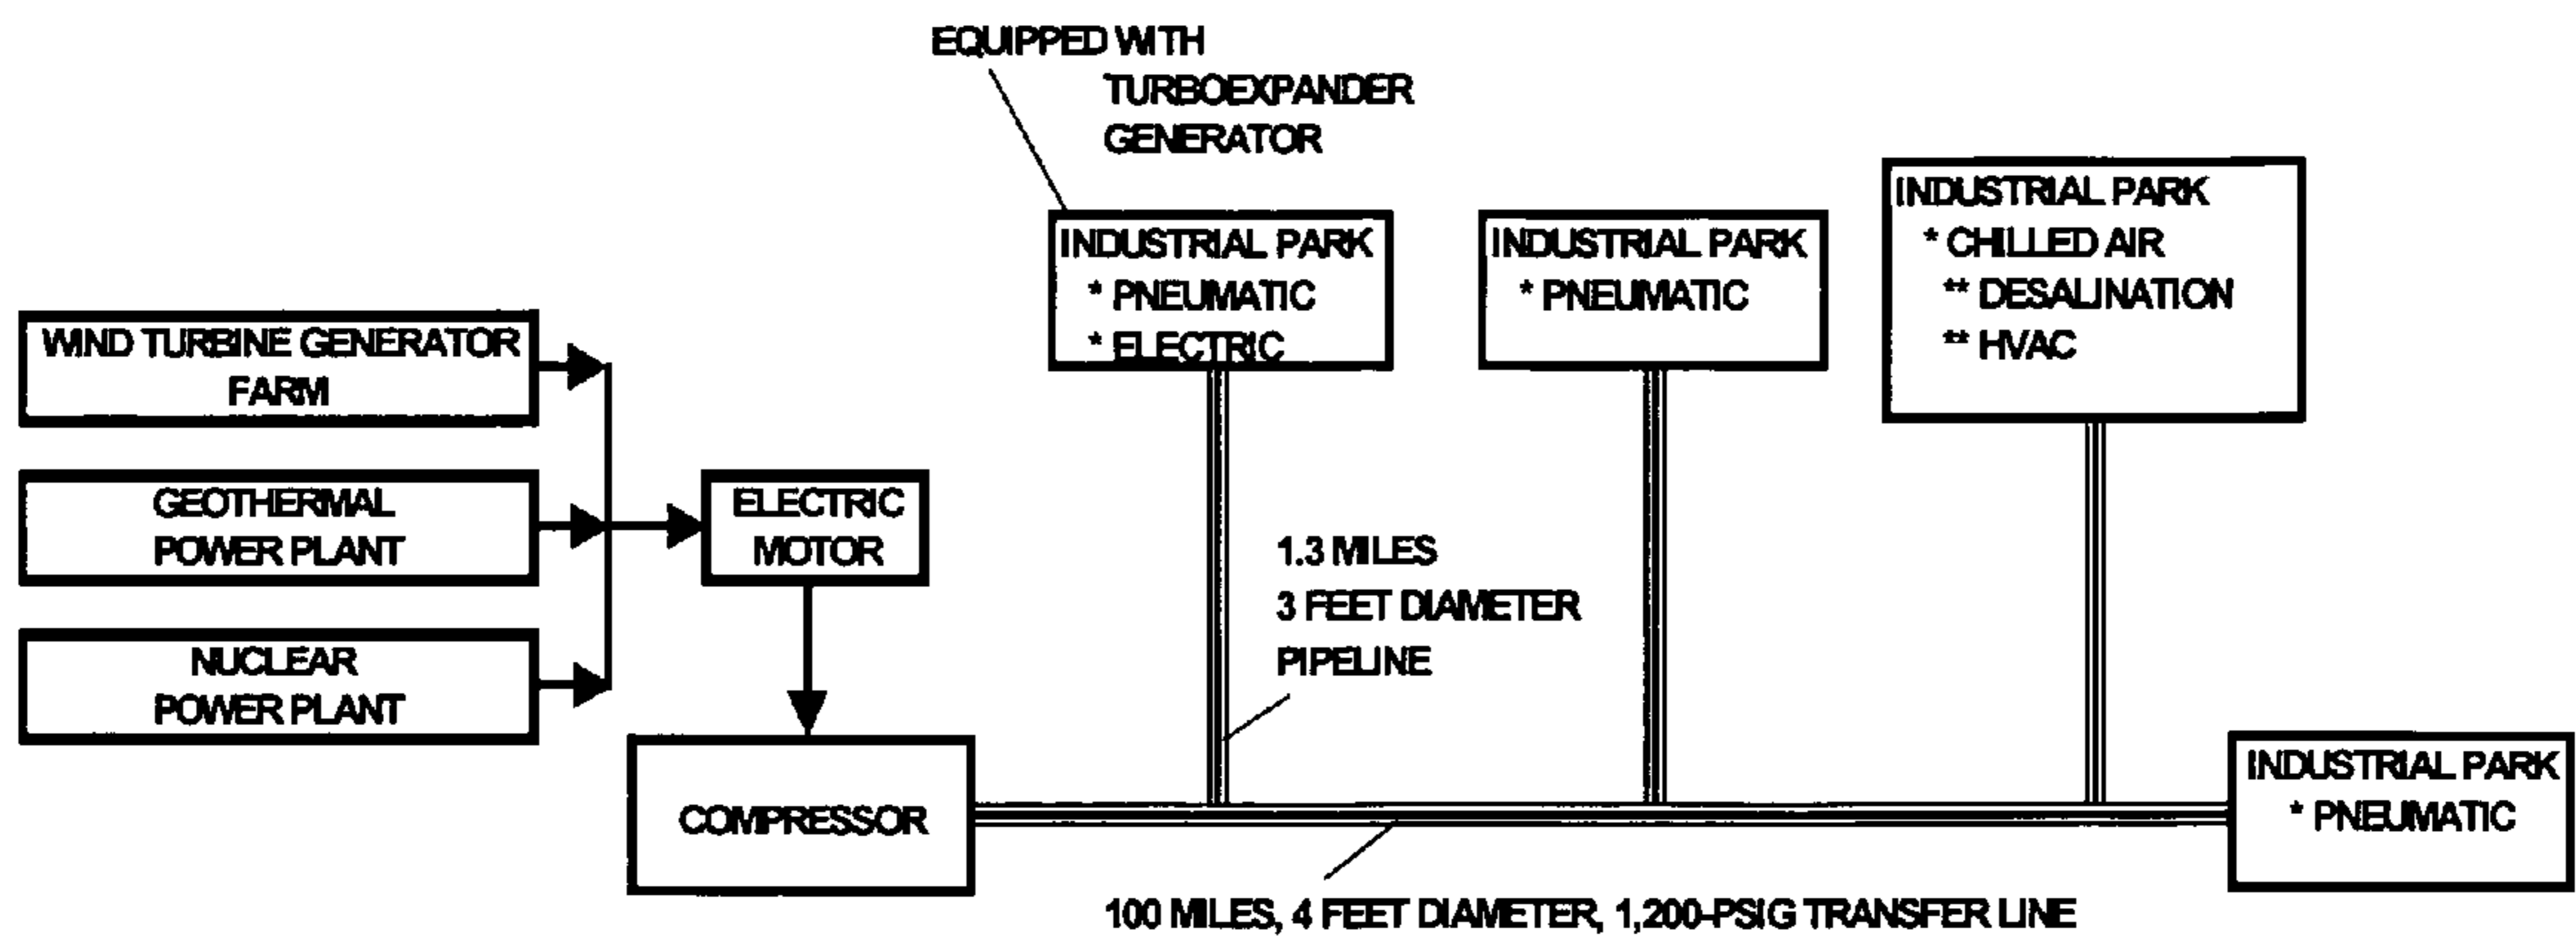 EQUIPPED WITH
TURBOEXPANDER
GENERATOR
INDUSTRIAL PARK
* PNEUMATIC
* ELECTRIC
INDUSTRIAL PARK
* PNEUMATIC
INDUSTRIAL PARK
* CHILLED AIR
** DESALINATION
** HVAC
WIND TURBINE GENERATOR
FARM
GEOTHERMAL
POWER PLANT
NUCLEAR
POWER PLANT
ELECTRIC
MOTOR
COMPRESSOR
1.3 MILES
3 FEET DIAMETER
PIPELINE
INDUSTRIAL PARK
* PNEUMATIC
100 MILES, 4 FEET DIAMETER, 1,200-PSIG TRANSFER LINE